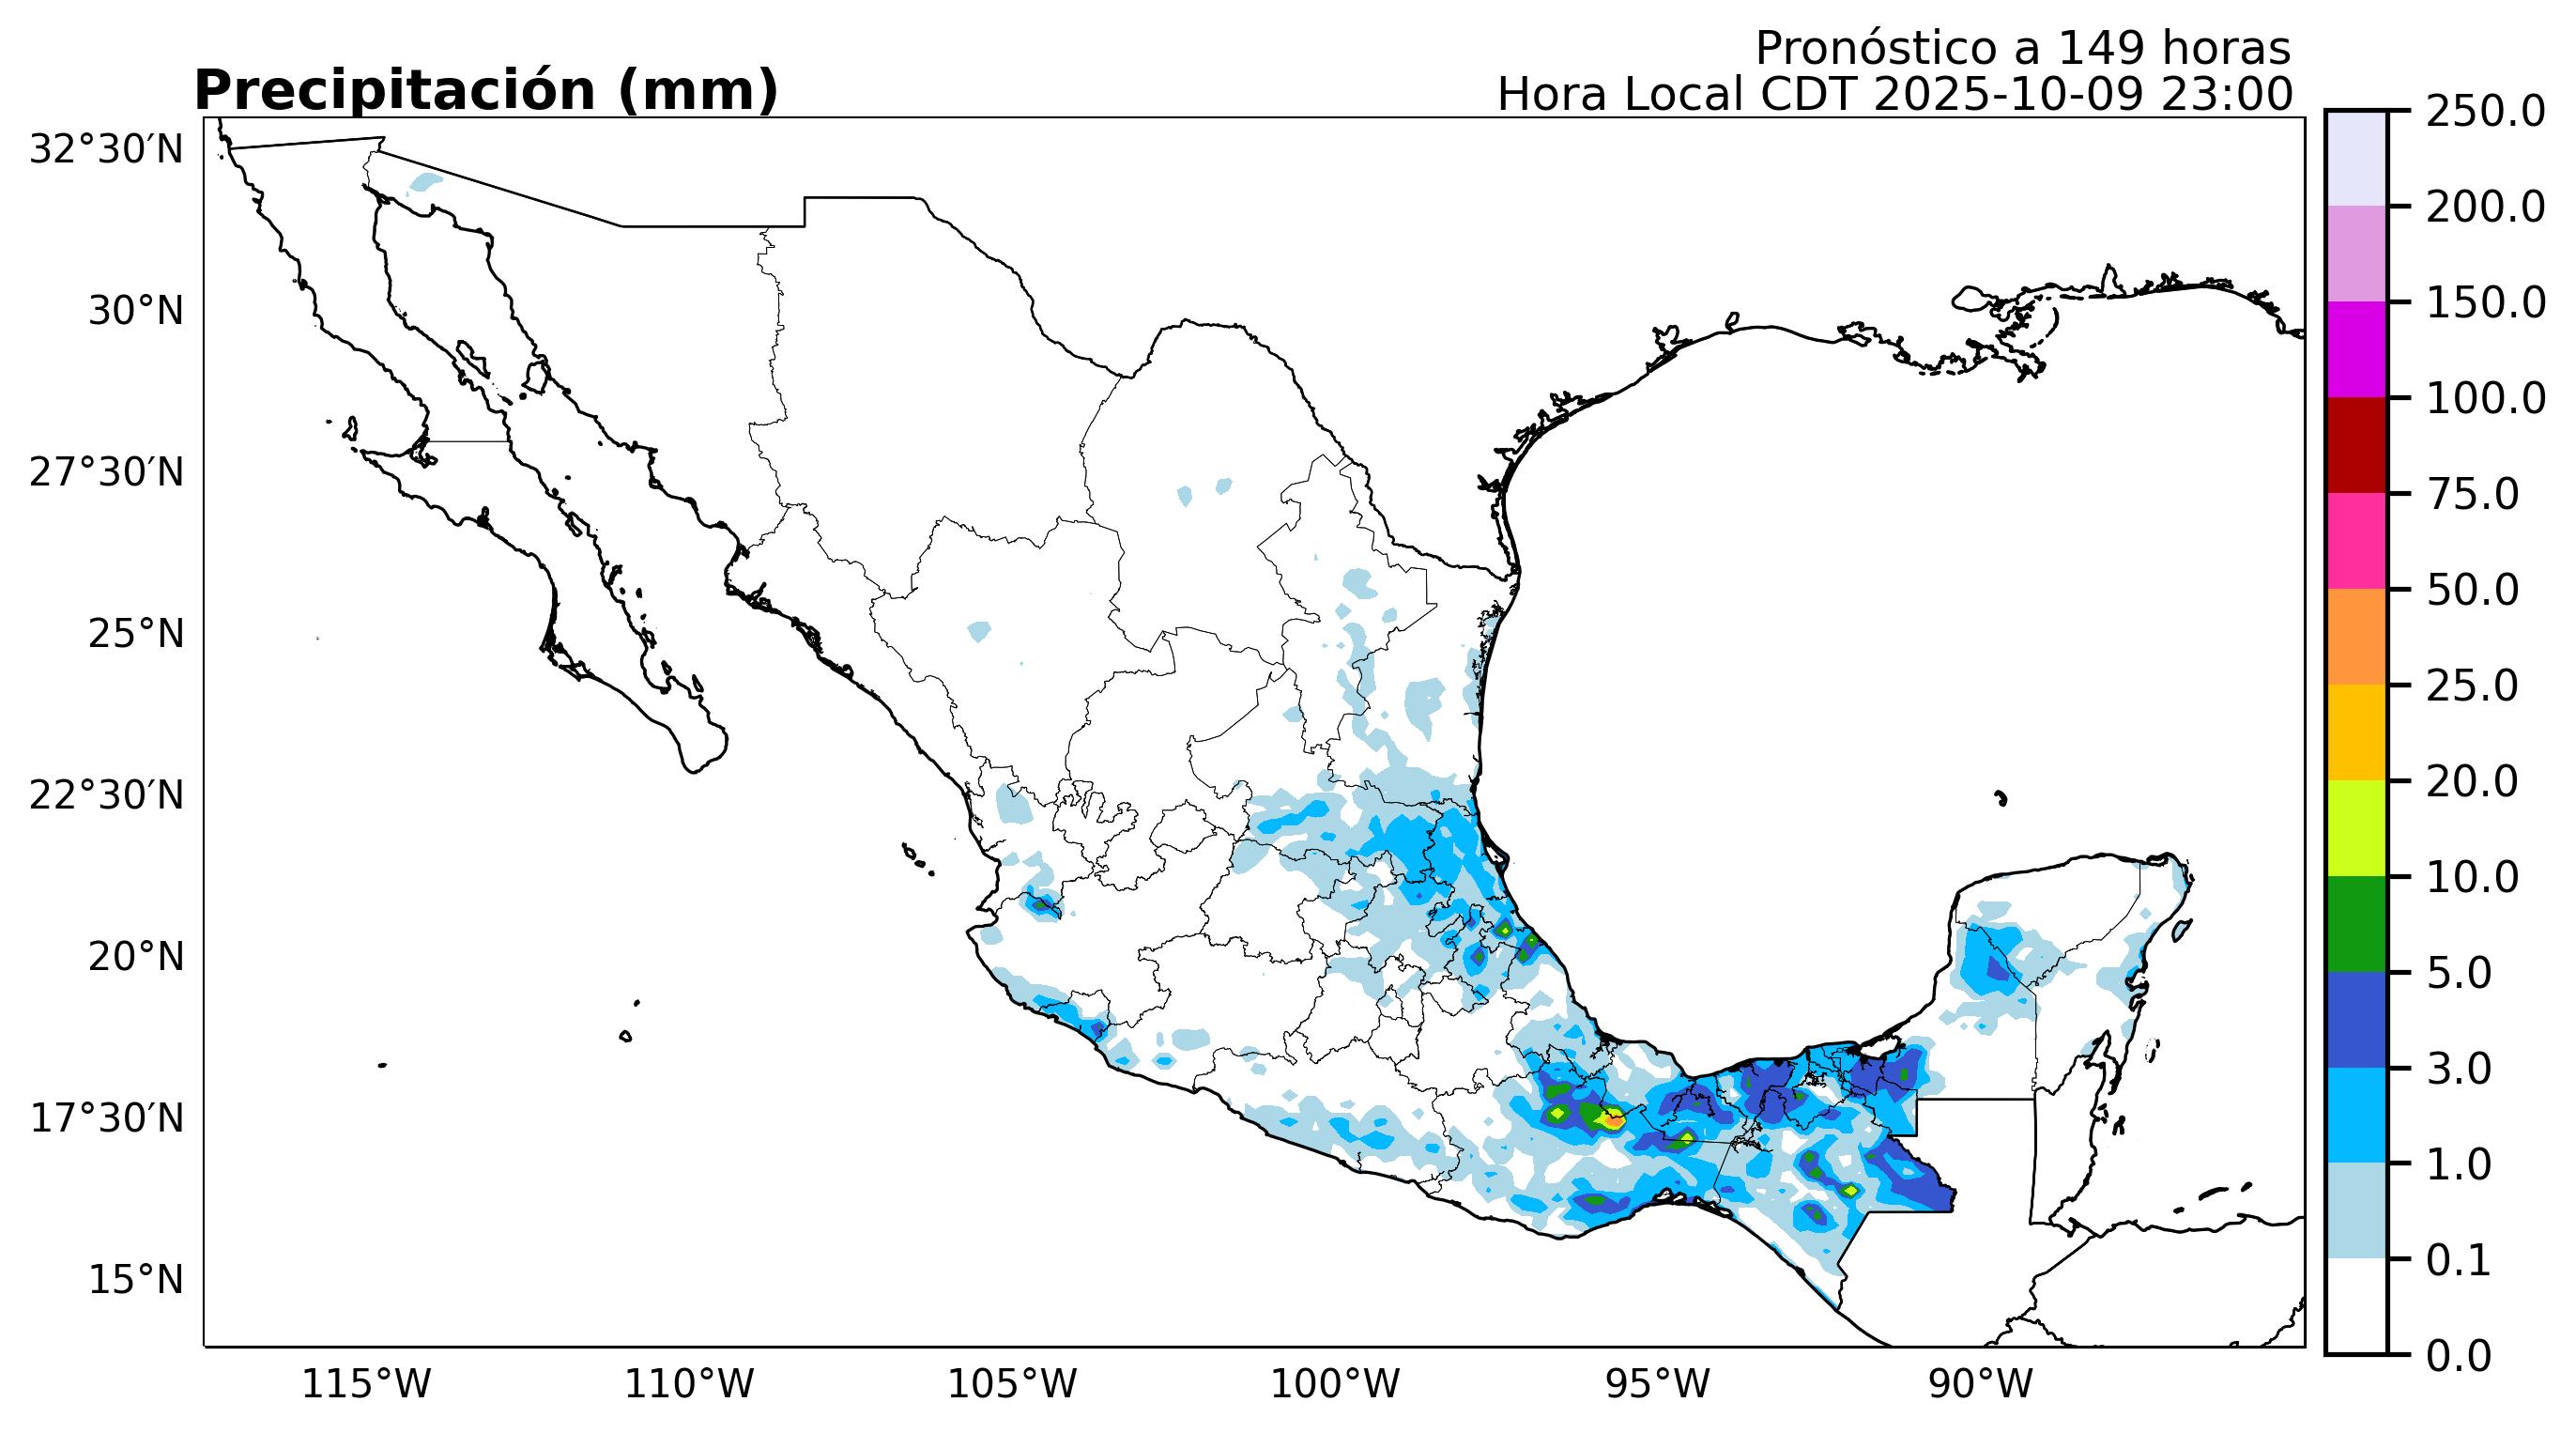 Pronóstico a 149 horas
Precipitación (mm)
Hora Local CDT 2025-10-09 23:00
32°30′N
30°N
27°30′N
25°N
22°30′N
20°N
17°30′N
15°N
115°W
110°W
105°W
100°W
95°W
90°W
250.0
200.0
150.0
100.0
75.0
50.0
25.0
20.0
10.0
5.0
3.0
1.0
0.1
0.0